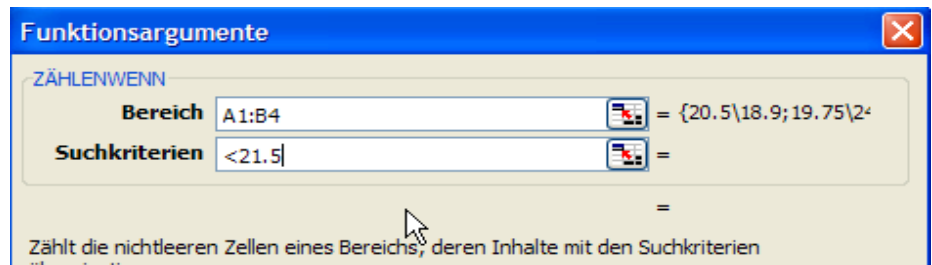 Funktionsargumente
ZÄHLENWENN
Bereich A1:B4 = {20.5\18.9;19.75\24
Suchkriterien <21.5 =
=
Zählt die nichtleeren Zellen eines Bereichs, deren Inhalte mit den Suchkriterien